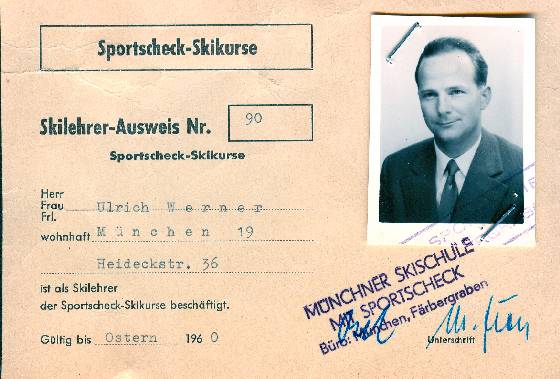 Sportscheck-Skikurse
Skilehrer-Ausweis Nr. 90
Sportscheck-Skikurse
Herr
Frau
Frl.
Ulrich Werner
wohnhaft München 19
Heideckstr. 36
ist als Skilehrer
der Sportscheck-Skikurse beschäftigt.
Gültig bis Ostern 1960
MÜNCHNER SKISCHULE
MIT SPORTSCHECK
Büro: München, Färbergraben
Unterschrift